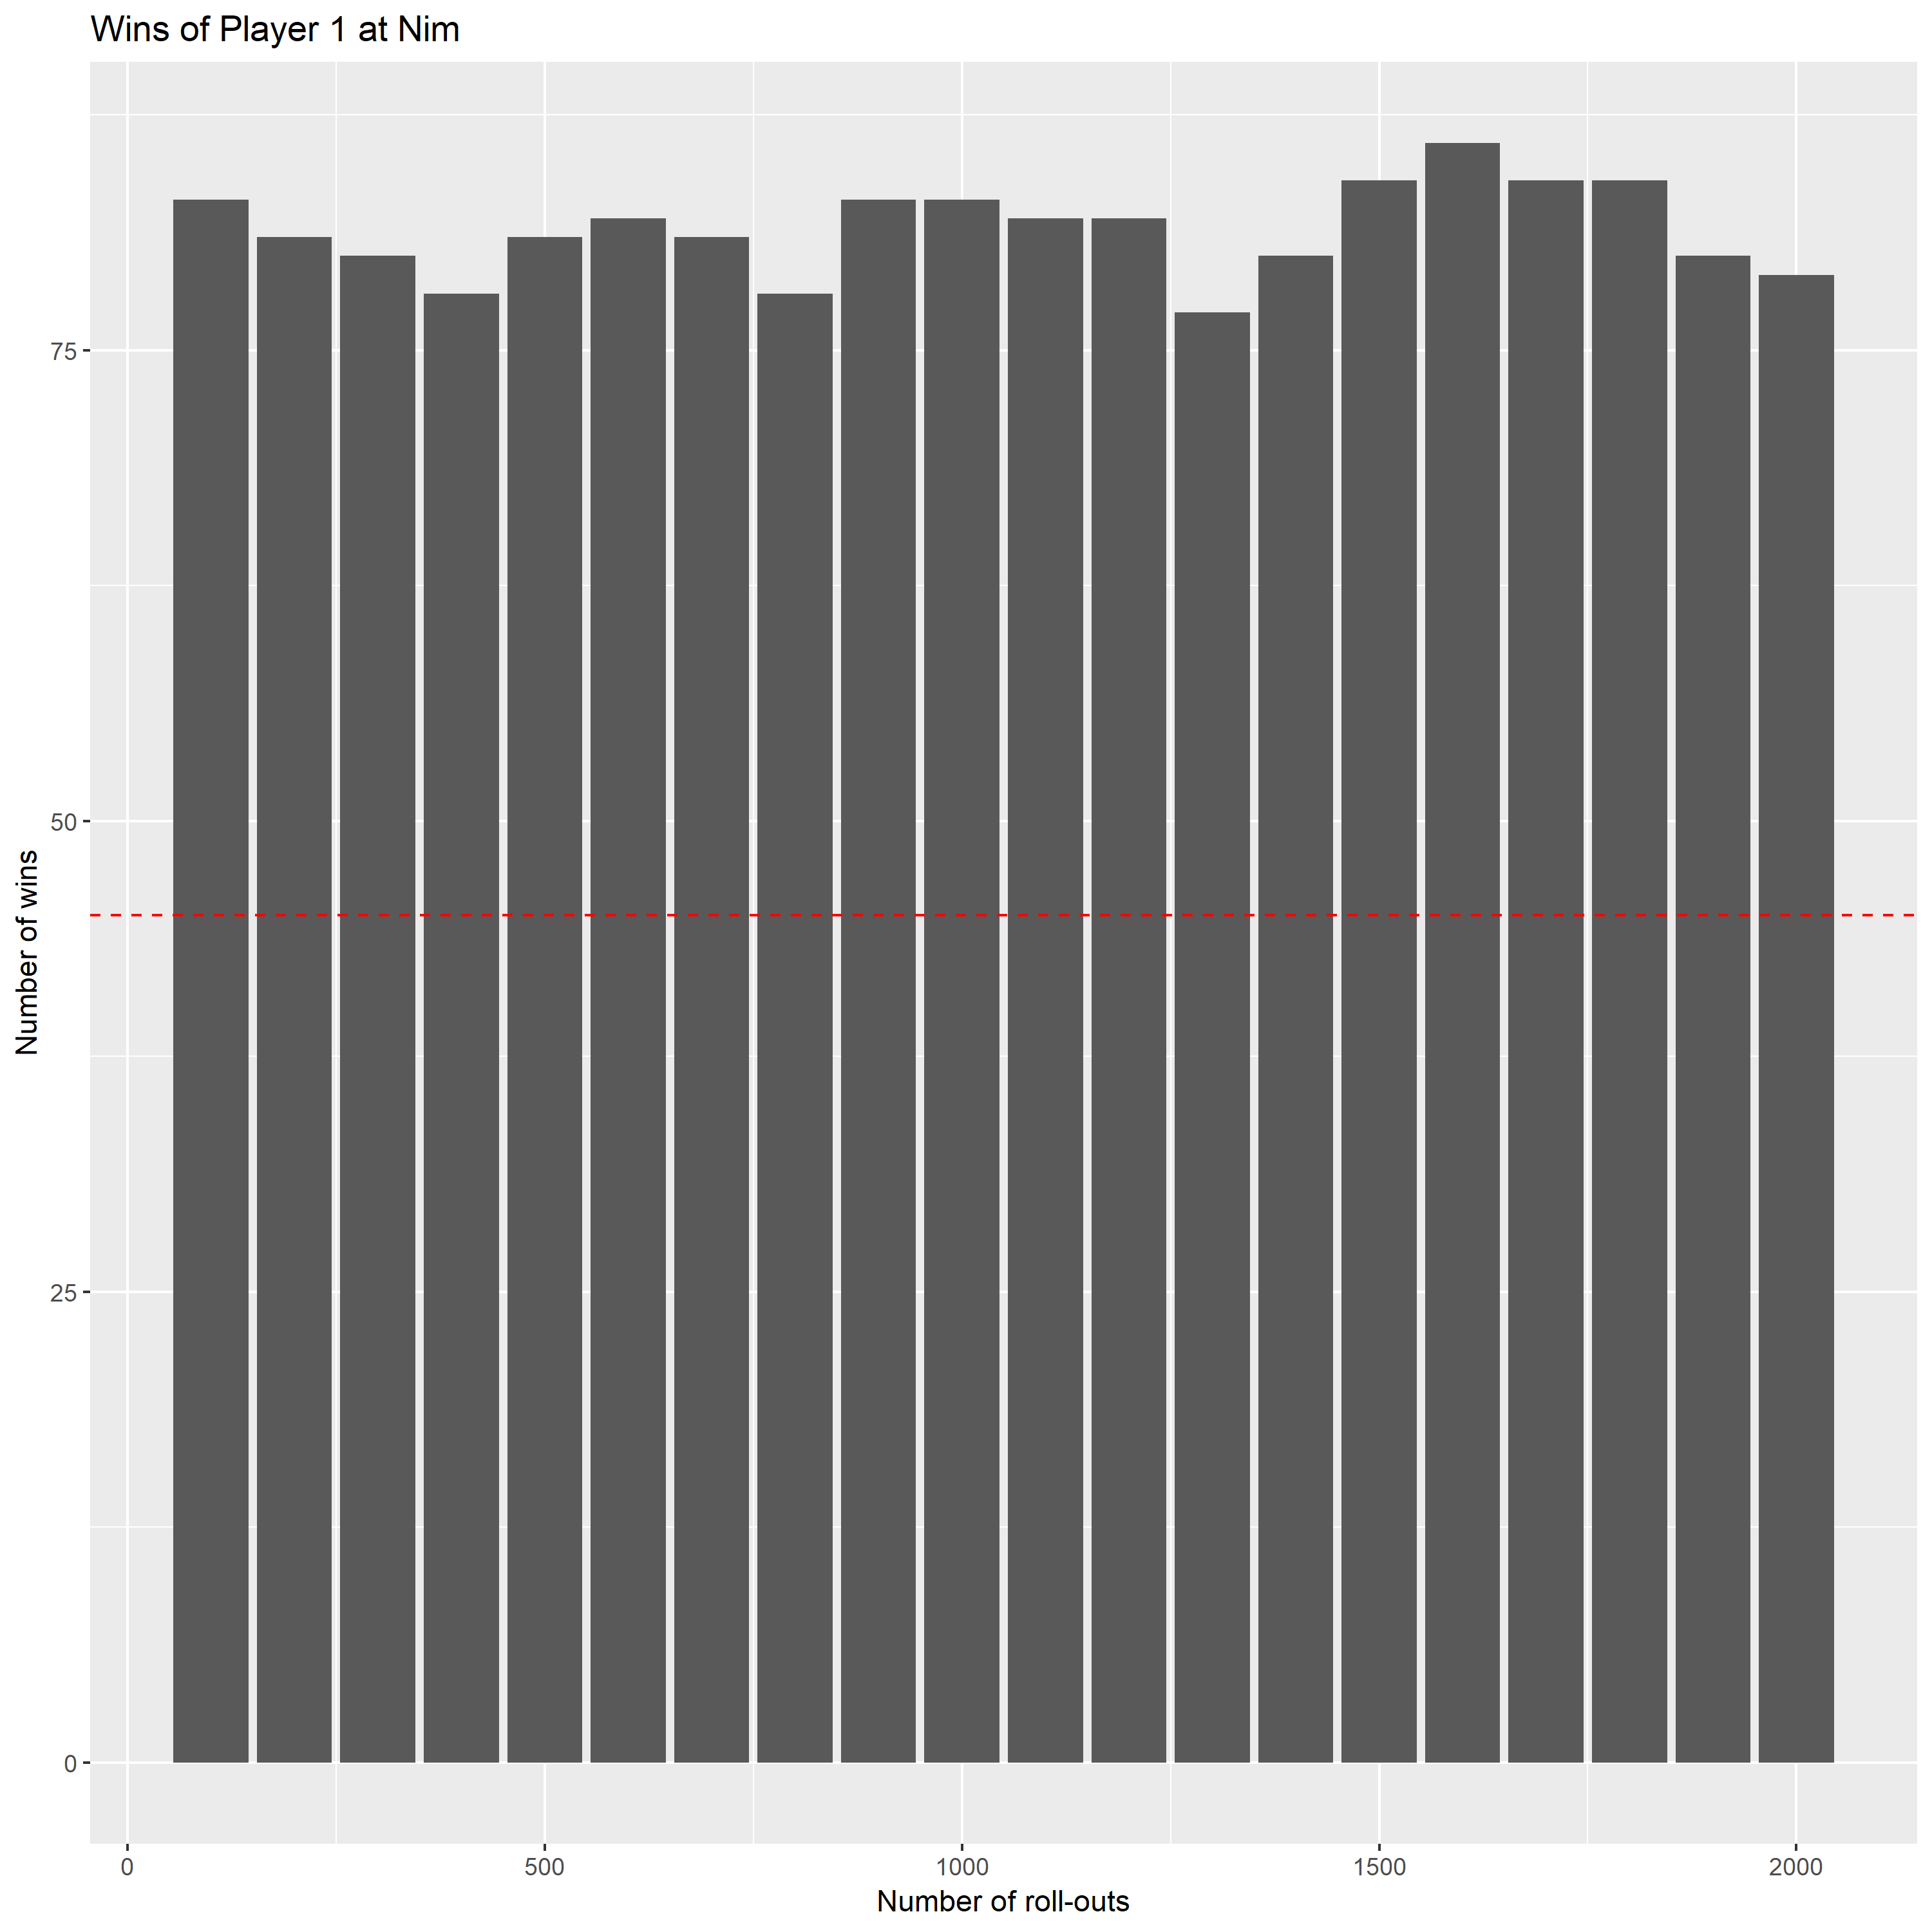 Wins of Player 1 at Nim
75
50
25
0
Number of wins
0 500 1000 1500 2000
Number of roll-outs